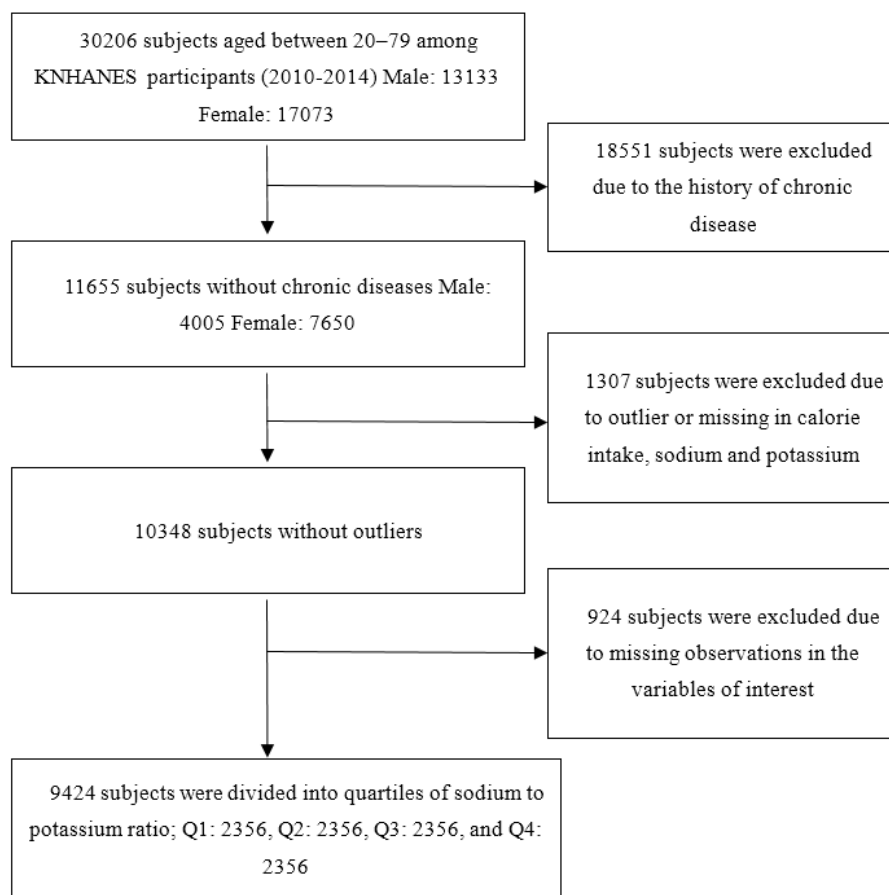 30206 subjects aged between 20–79 among
KNHANES participants (2010-2014) Male: 13133
Female: 17073
18551 subjects were excluded
due to the history of chronic
disease
11655 subjects without chronic diseases Male:
4005 Female: 7650
1307 subjects were excluded due
to outlier or missing in calorie
intake, sodium and potassium
10348 subjects without outliers
924 subjects were excluded due
to missing observations in the
variables of interest
9424 subjects were divided into quartiles of sodium to
potassium ratio; Q1: 2356, Q2: 2356, Q3: 2356, and Q4:
2356